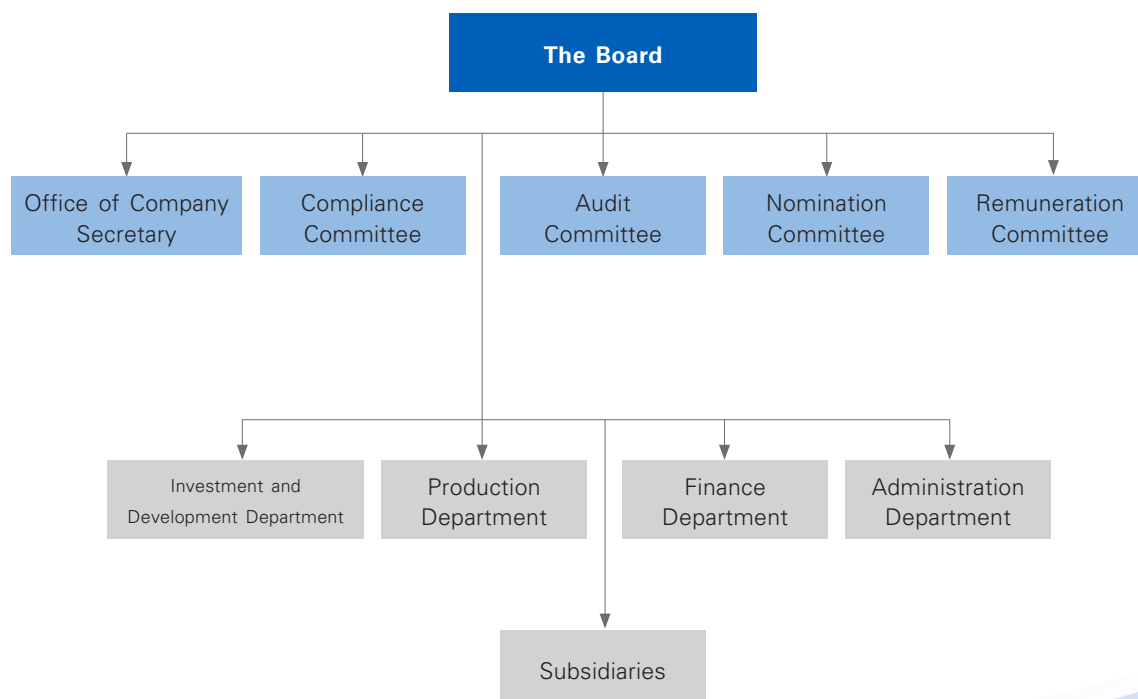 The Board
Office of Company
Secretary
Compliance
Committee
Audit
Committee
Nomination
Committee
Remuneration
Committee
Investment and
Development Department
Production
Department
Finance
Department
Administration
Department
Subsidiaries